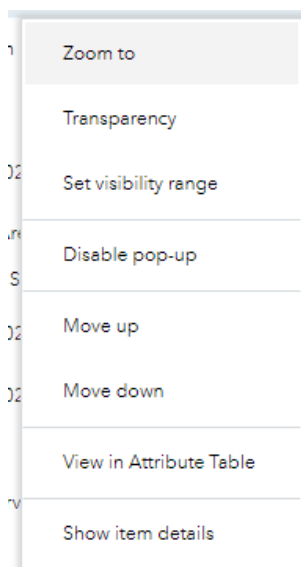 Zoom to
Transparency
Set visibility range
Disable pop-up
Move up
Move down
View in Attribute Table
Show item details